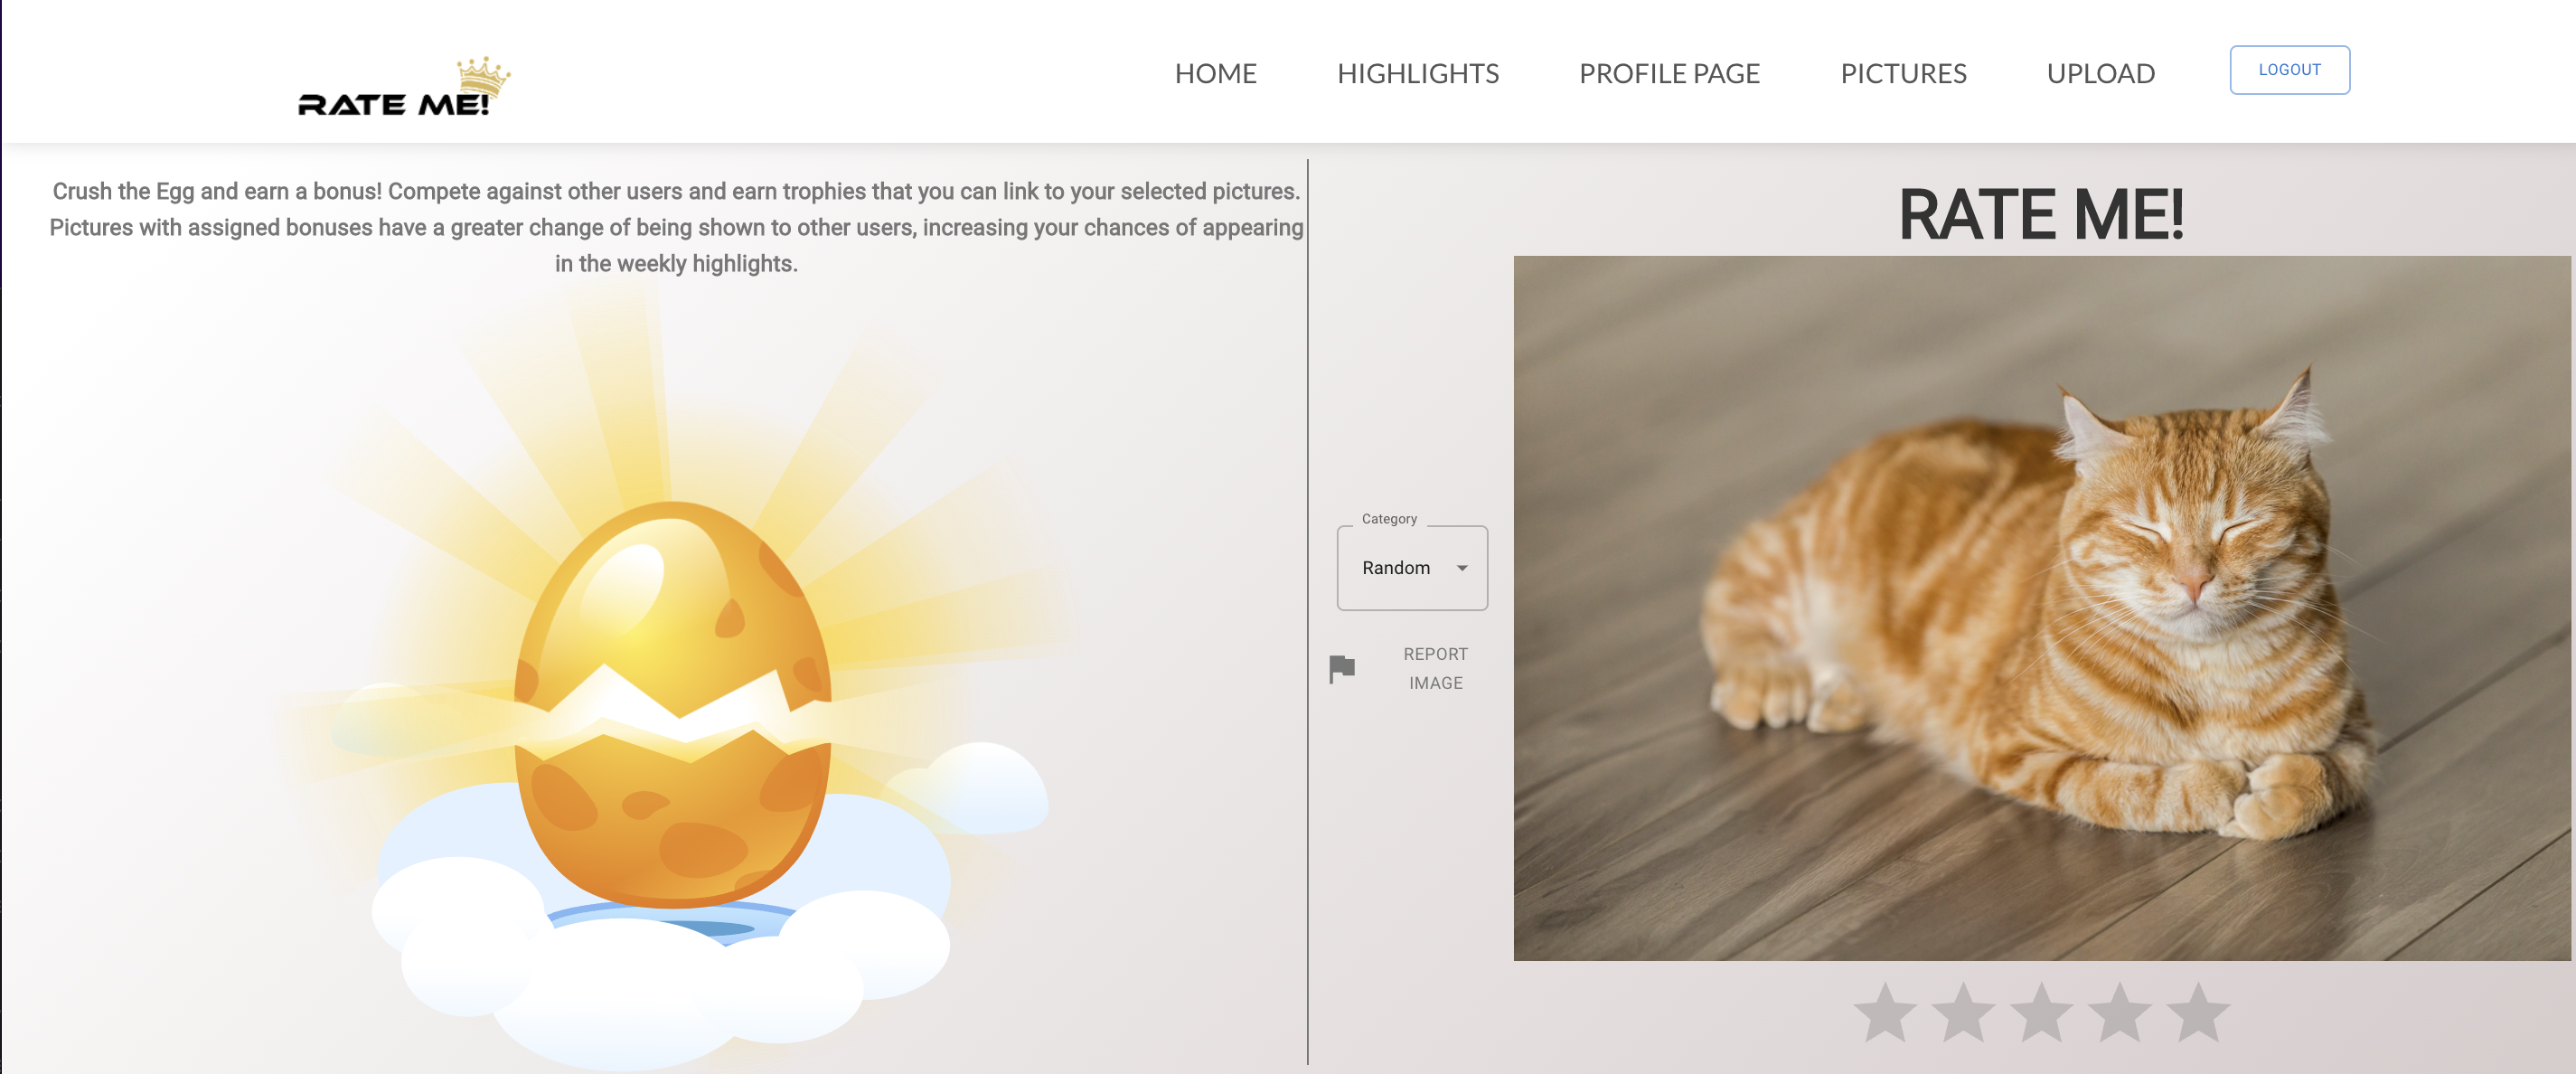 RATE ME!
HOME
HIGHLIGHTS
PROFILE PAGE
PICTURES
UPLOAD
LOGOUT
Crush the Egg and earn a bonus! Compete against other users and earn trophies that you can link to your selected pictures.
Pictures with assigned bonuses have a greater change of being shown to other users, increasing your chances of appearing
in the weekly highlights.
Category
Random
REPORT
IMAGE
RATE ME!